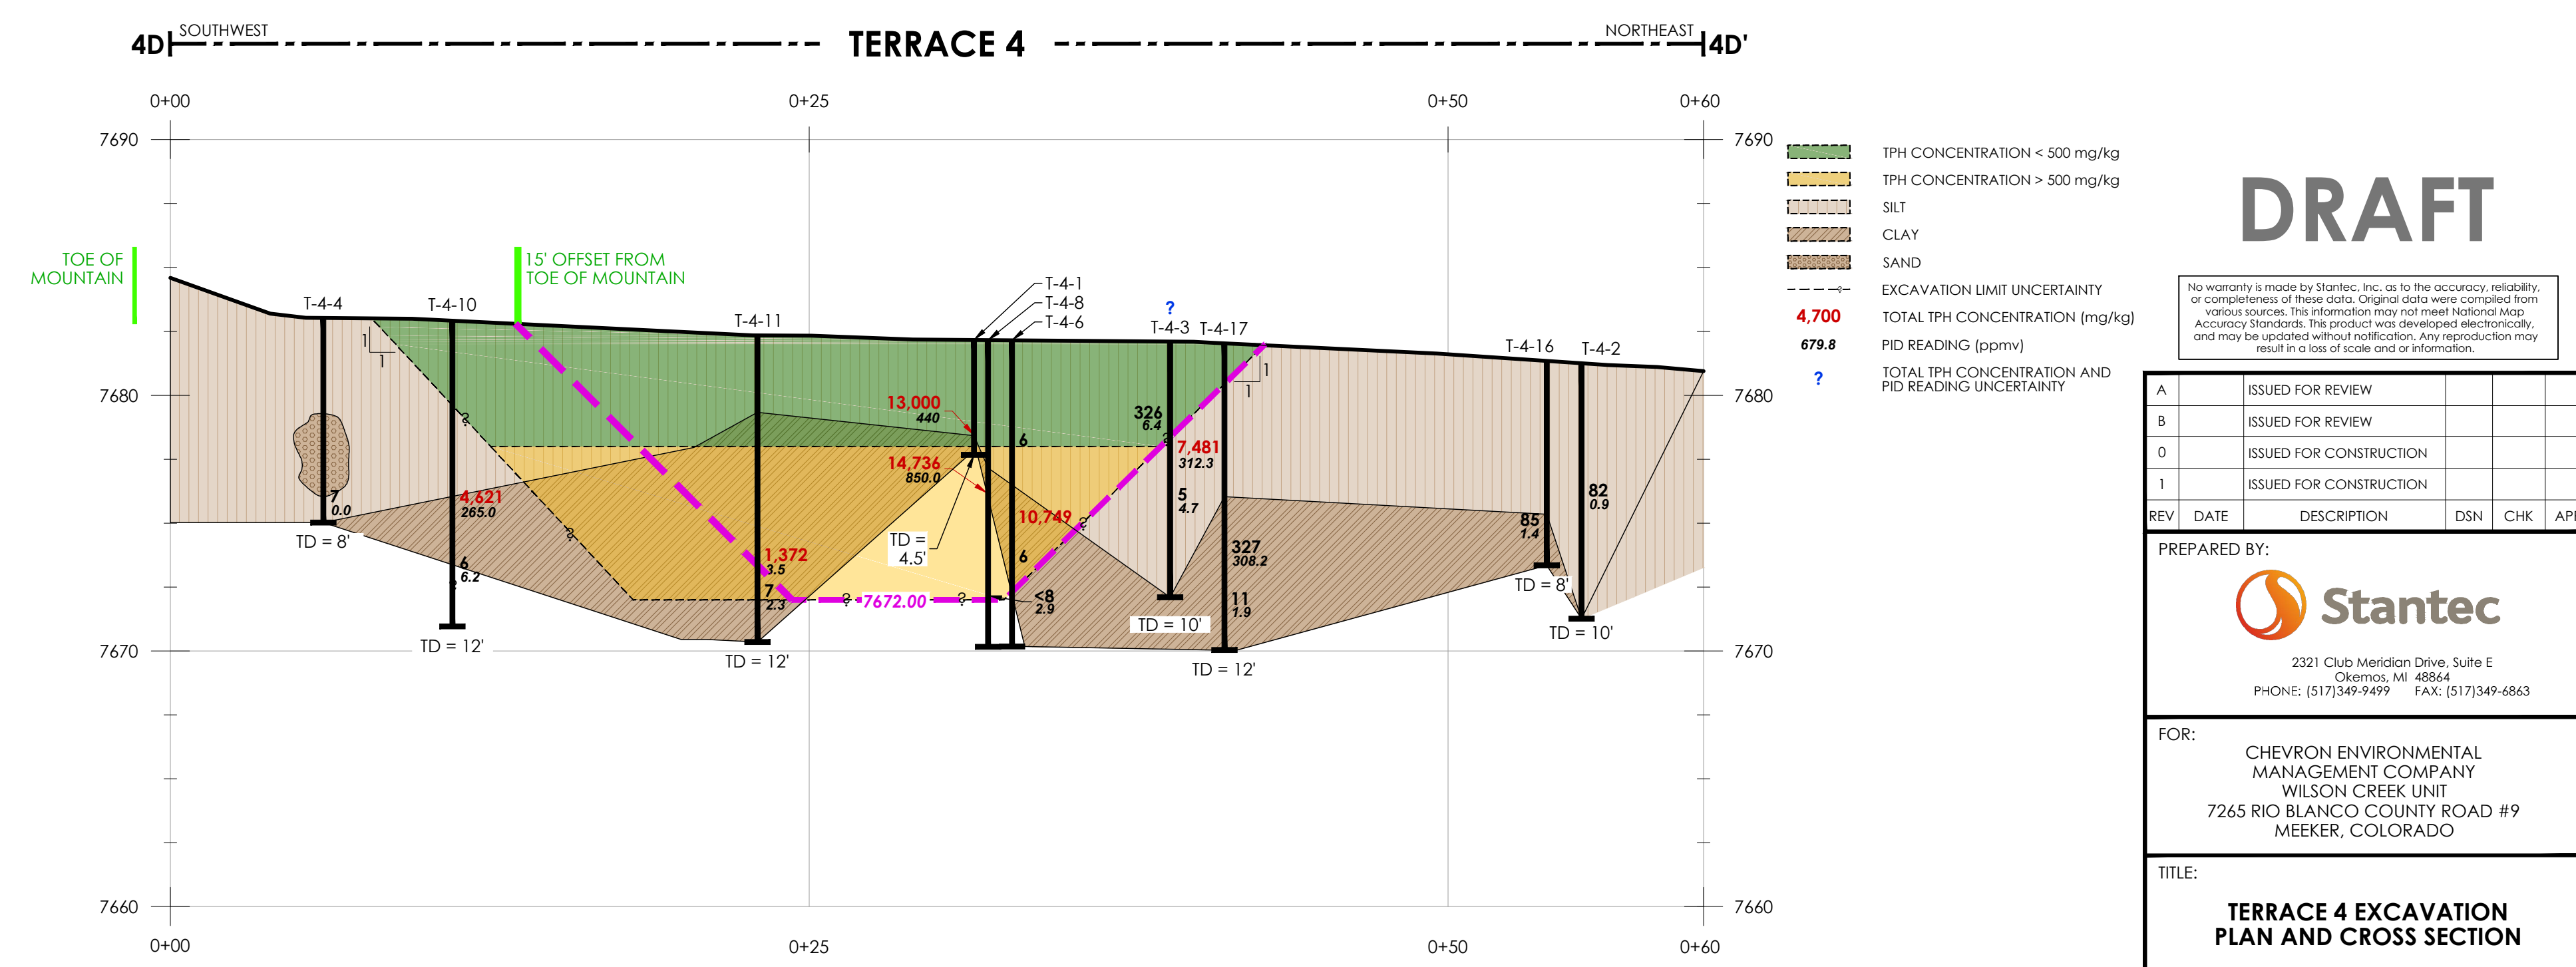 4D SOUTHWEST TERRACE 4 NORTHEAST 4D'
0+00 0+25 0+50 0+60
7690 7690
7680 7680
7670 7670
7660 7660
0+00 0+25 0+50 0+60
TOE OF
MOUNTAIN
15' OFFSET FROM
TOE OF MOUNTAIN
T-4-4
T-4-10
T-4-11
T-4-1
T-4-8
T-4-6
?
T-4-3
T-4-17
T-4-16
T-4-2
1
1
?
7
0.0
TD = 8'
4,621
265.0
6
6.2
TD = 12'
?
1,372
3.5
7
2.3
TD = 12'
13,000
440
14,736
850.0
TD =
4.5'
6
10,749
6
<8
2.9
? 7672.00 ?
326
6.4
?
7,481
312.3
5
4.7
?
TD = 10'
1
1
327
308.2
11
1.9
TD = 12'
85
1.4
TD = 8'
82
0.9
TD = 10'
TPH CONCENTRATION < 500 mg/kg
TPH CONCENTRATION > 500 mg/kg
SILT
CLAY
SAND
? EXCAVATION LIMIT UNCERTAINTY
4,700 TOTAL TPH CONCENTRATION (mg/kg)
679.8 PID READING (ppmv)
? TOTAL TPH CONCENTRATION AND
PID READING UNCERTAINTY
DRAFT
No warranty is made by Stantec, Inc. as to the accuracy, reliability,
or completeness of these data. Original data were compiled from
various sources. This information may not meet National Map
Accuracy Standards. This product was developed electronically,
and may be updated without notification. Any reproduction may
result in a loss of scale and or information.
A ISSUED FOR REVIEW
B ISSUED FOR REVIEW
0 ISSUED FOR CONSTRUCTION
1 ISSUED FOR CONSTRUCTION
REV DATE DESCRIPTION DSN CHK
PREPARED BY:
Stantec
2321 Club Meridian Drive, Suite E
Okemos, MI 48864
PHONE: (517)349-9499 FAX: (517)349-6863
FOR:
CHEVRON ENVIRONMENTAL
MANAGEMENT COMPANY
WILSON CREEK UNIT
7265 RIO BLANCO COUNTY ROAD #9
MEEKER, COLORADO
TITLE:
TERRACE 4 EXCAVATION
PLAN AND CROSS SECTION